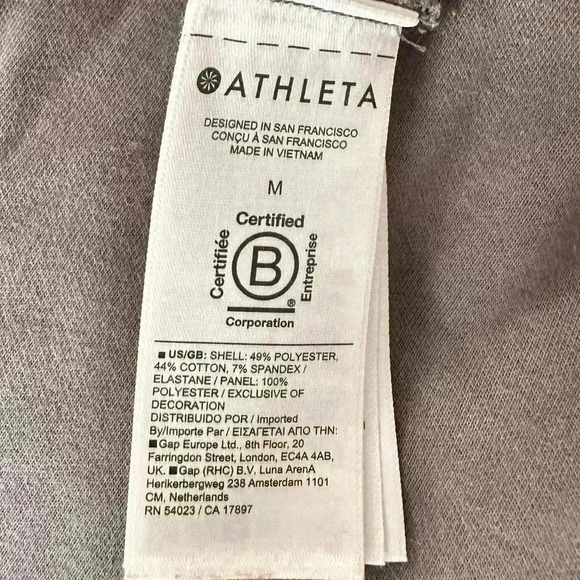 ATHLETA
DESIGNED IN SAN FRANCISCO
CONÇU À SAN FRANCISCO
MADE IN VIETNAM
M
Certified
Certifiée
B
Entreprise
®
Corporation
■ US/GB: SHELL: 49% POLYESTER,
44% COTTON, 7% SPANDEX /
ELASTANE / PANEL: 100%
POLYESTER / EXCLUSIVE OF
DECORATION
DISTRIBUIDO POR / Imported
By/Importe Par / ΕΙΣΑΓΕΤΑΙ ΑΠΟ ΤΗΝ:
■ Gap Europe Ltd., 8th Floor, 20
Farringdon Street, London, EC4A 4AB,
UK. ■ Gap (RHC) B.V. Luna ArenA
Herikerbergweg 238 Amsterdam 1101
CM, Netherlands
RN 54023 / CA 17897